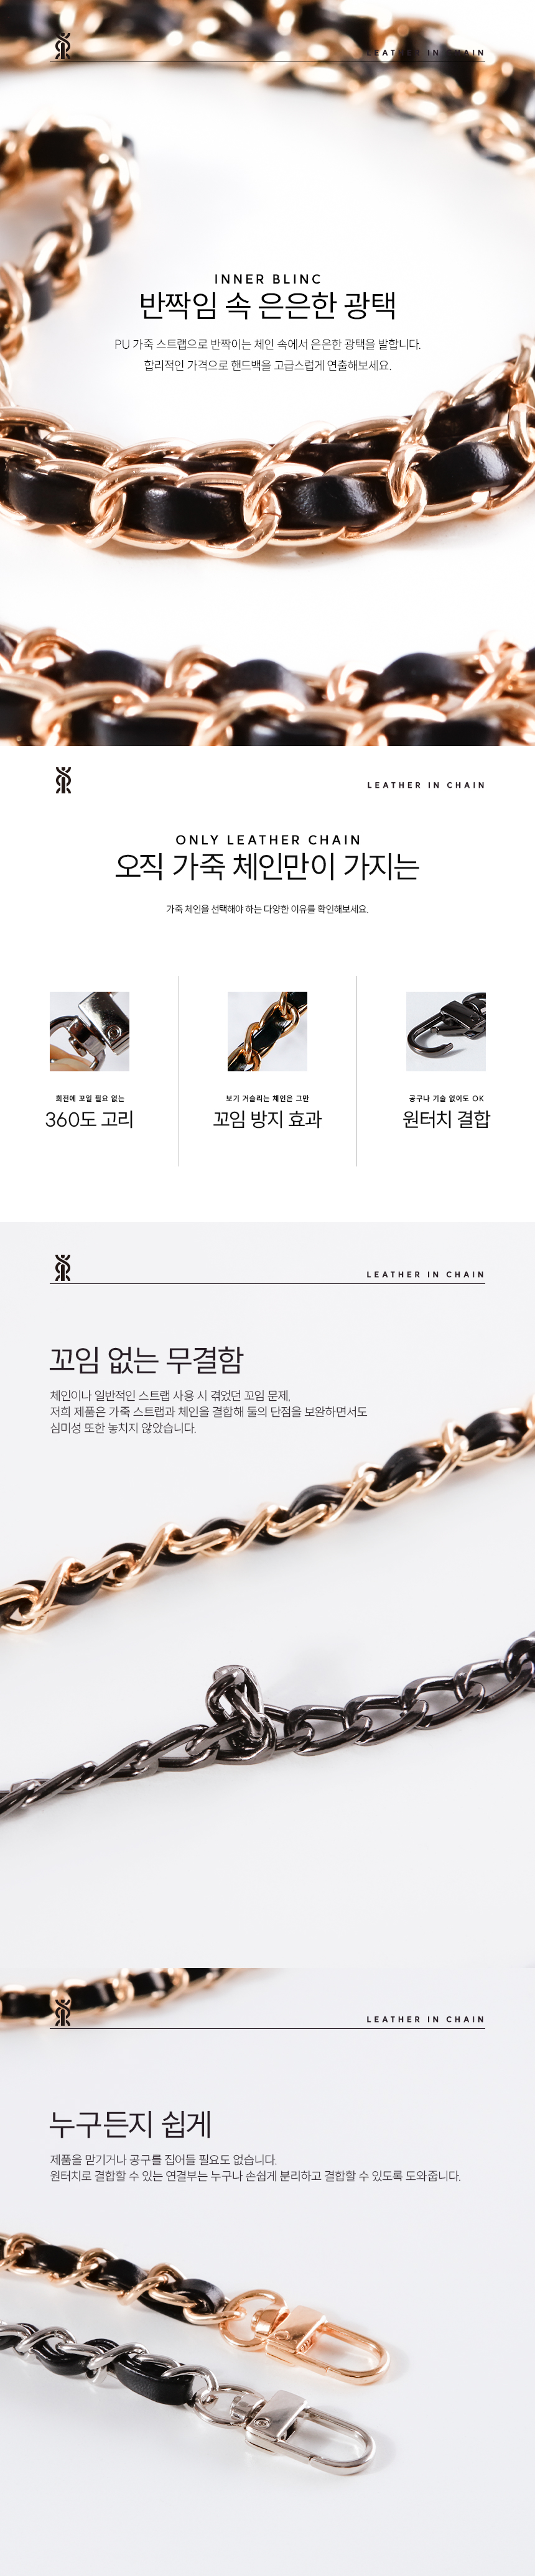 LEATHER IN CHAIN
INNER BLINC
반짝임 속 은은한 광택
PU 가죽 스트랩으로 반짝이는 체인 속에서 은은한 광택을 발합니다.
합리적인 가격으로 핸드백을 고급스럽게 연출해보세요.
LEATHER IN CHAIN
ONLY LEATHER CHAIN
오직 가죽 체인만이 가지는
가죽 체인을 선택해야 하는 다양한 이유를 확인해보세요.
회전에 꼬일 필요 없는
360도 고리
보기 거슬리는 체인은 그만
꼬임 방지 효과
공구나 기술 없이도 OK
원터치 결합
LEATHER IN CHAIN
꼬임 없는 무결함
체인이나 일반적인 스트랩 사용 시 겪었던 꼬임 문제,
저희 제품은 가죽 스트랩과 체인을 결합해 둘의 단점을 보완하면서도
심미성 또한 놓치지 않았습니다.
LEATHER IN CHAIN
누구든지 쉽게
제품을 맡기거나 공구를 집어들 필요도 없습니다.
원터치로 결합할 수 있는 연결부는 누구나 손쉽게 분리하고 결합할 수 있도록 도와줍니다.